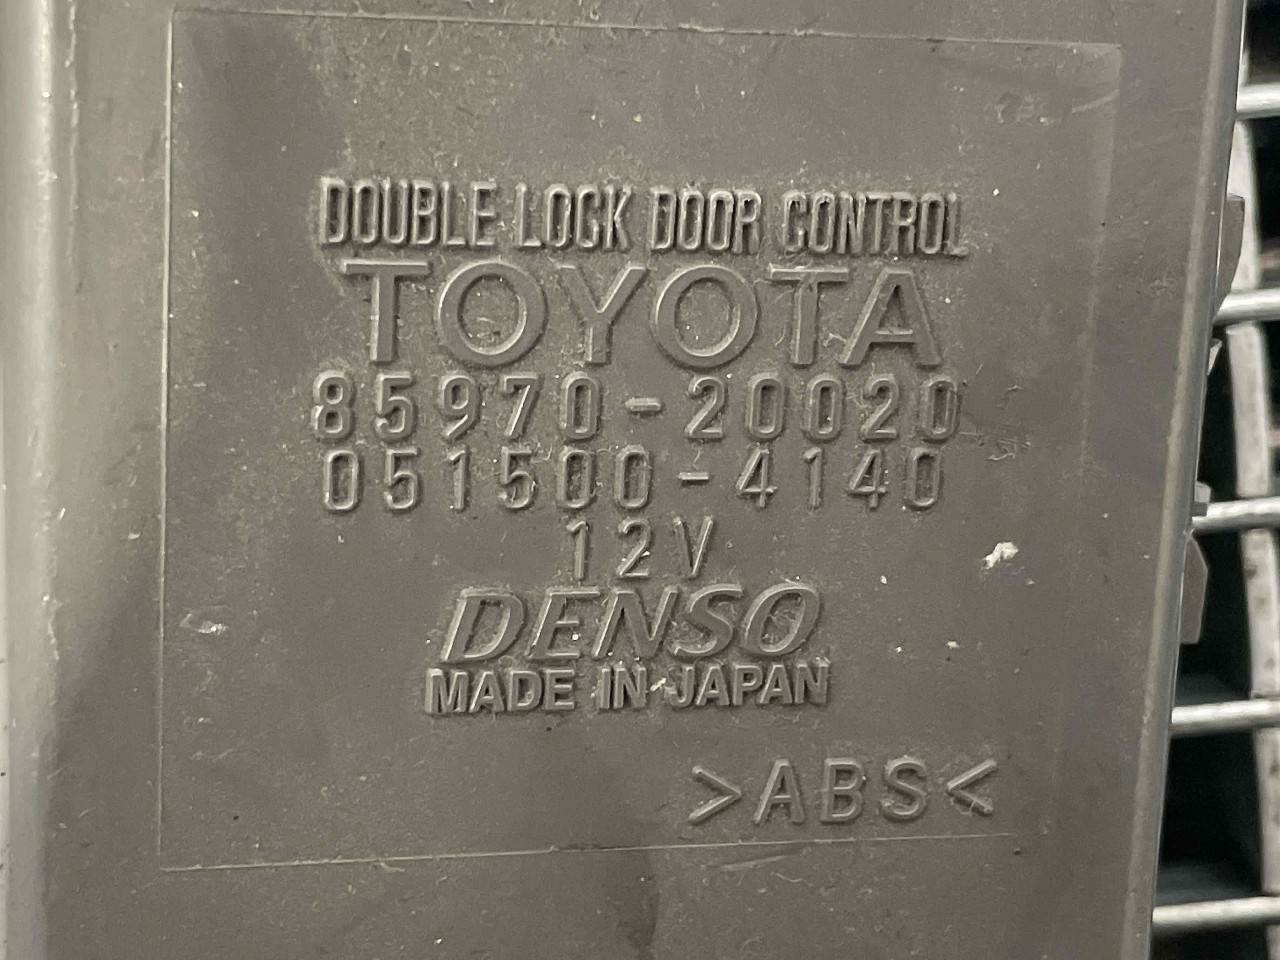 DOUBLE LOCK DOOR CONTROL
TOYOTA
85970-20020
051500-4140
12V
DENSO
MADE IN JAPAN
>ABS<